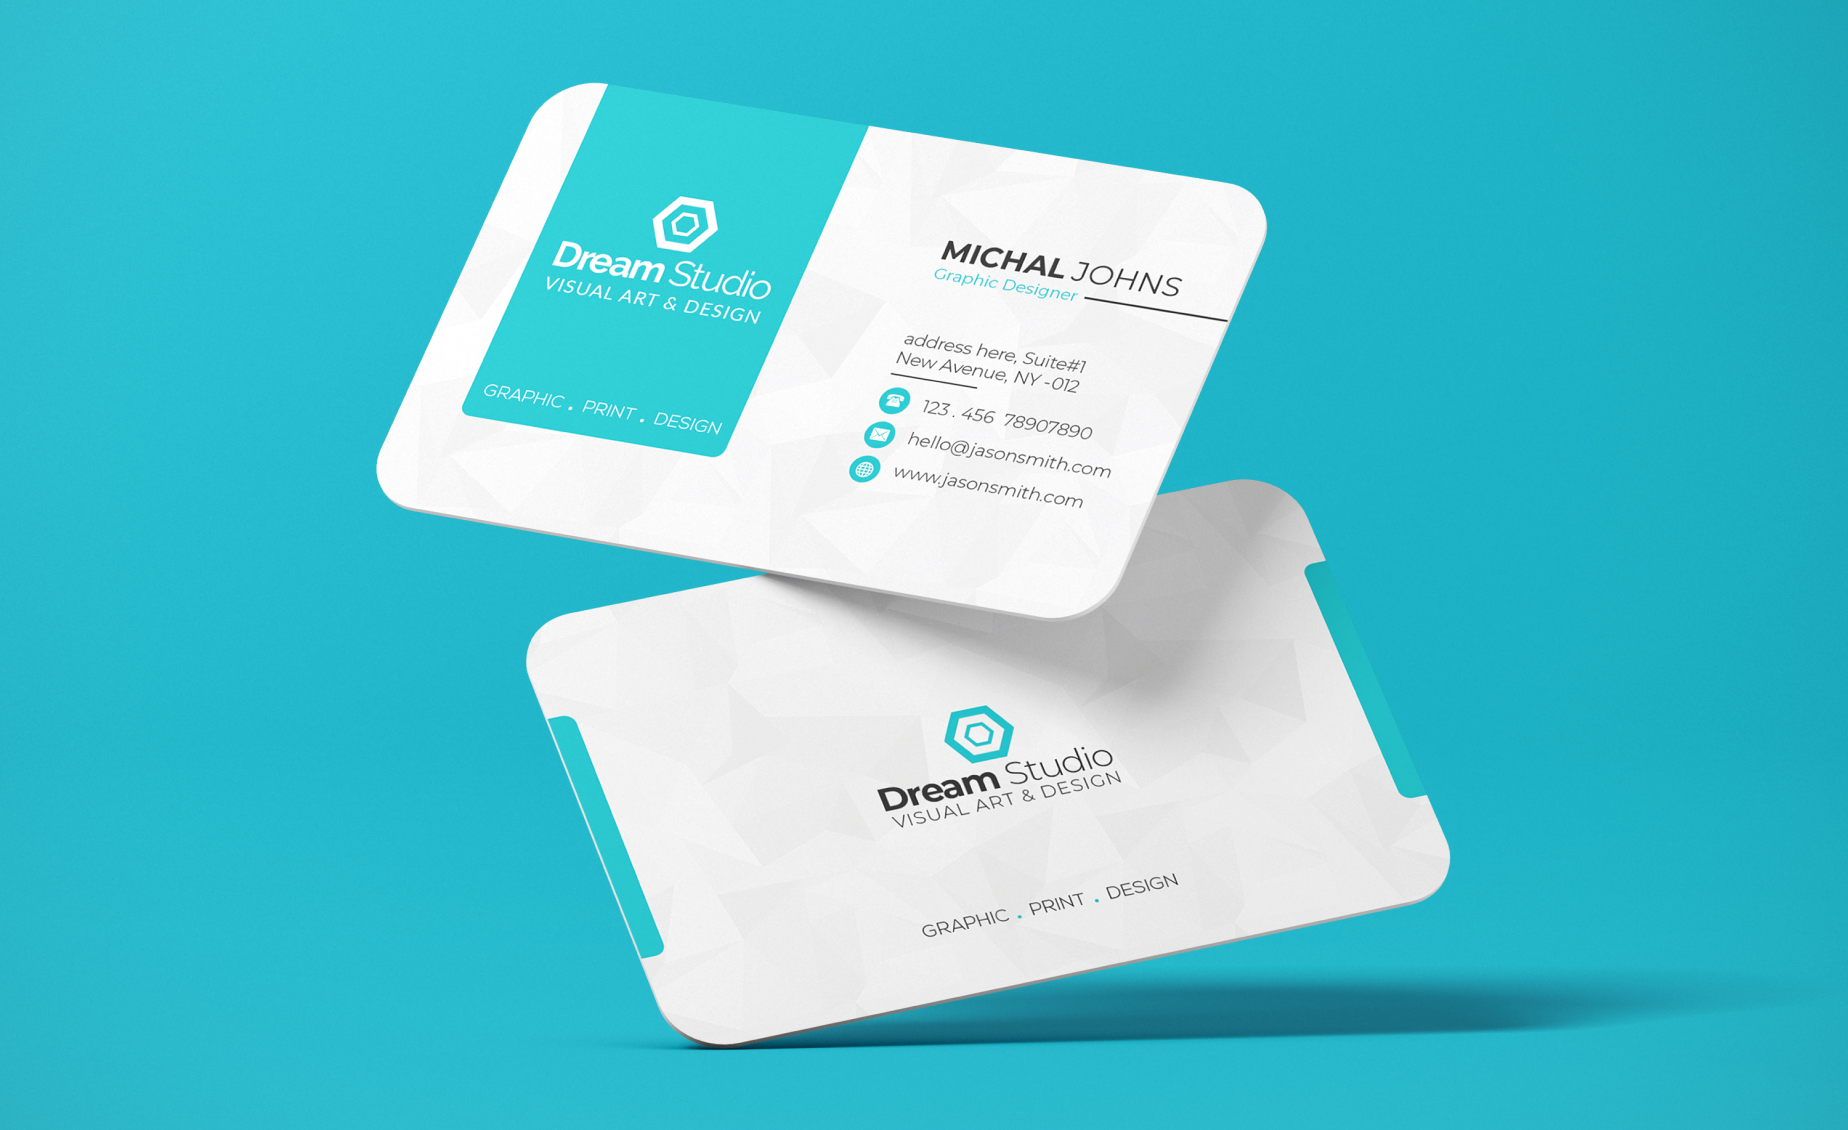 Dream Studio
VISUAL ART & DESIGN
GRAPHIC . PRINT . DESIGN
MICHAL JOHNS
Graphic Designer
address here, Suite#1
New Avenue, NY -012
123 . 456 78907890
hello@jasonsmith.com
www.jasonsmith.com
Dream Studio
VISUAL ART & DESIGN
GRAPHIC . PRINT . DESIGN